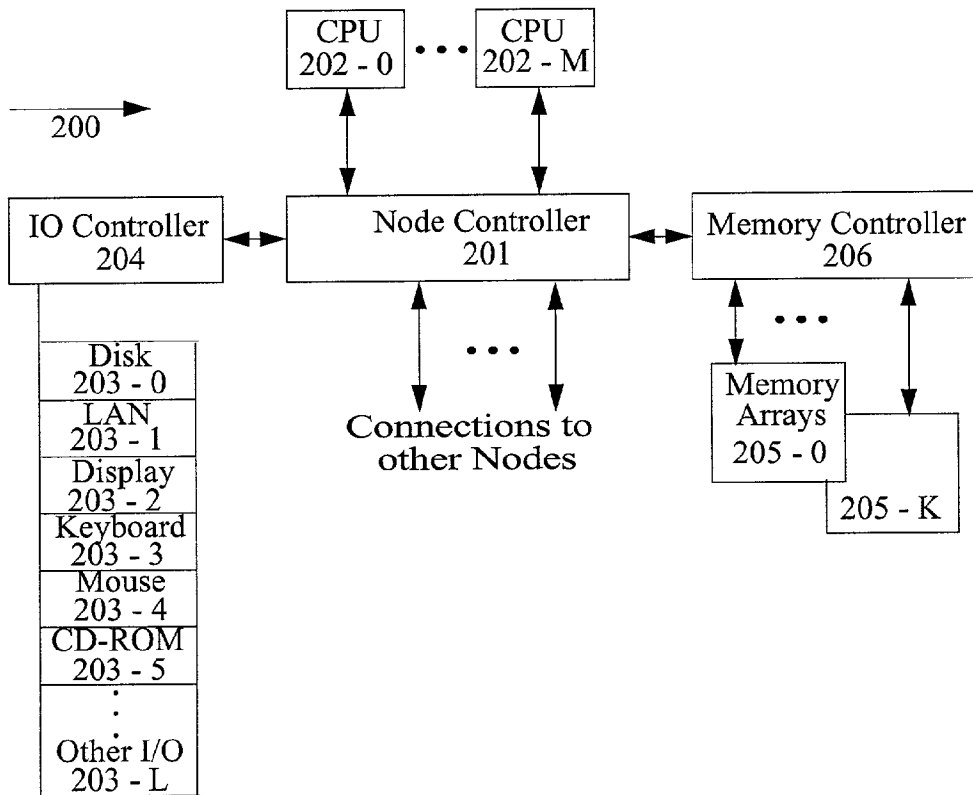 CPU
202 - 0
CPU
202 - M
200
IO Controller
204
Node Controller
201
Memory Controller
206
Disk
203 - 0
LAN
203 - 1
Display
203 - 2
Keyboard
203 - 3
Mouse
203 - 4
CD-ROM
203 - 5
Other I/O
203 - L
Connections to
other Nodes
Memory
Arrays
205 - 0
205 - K